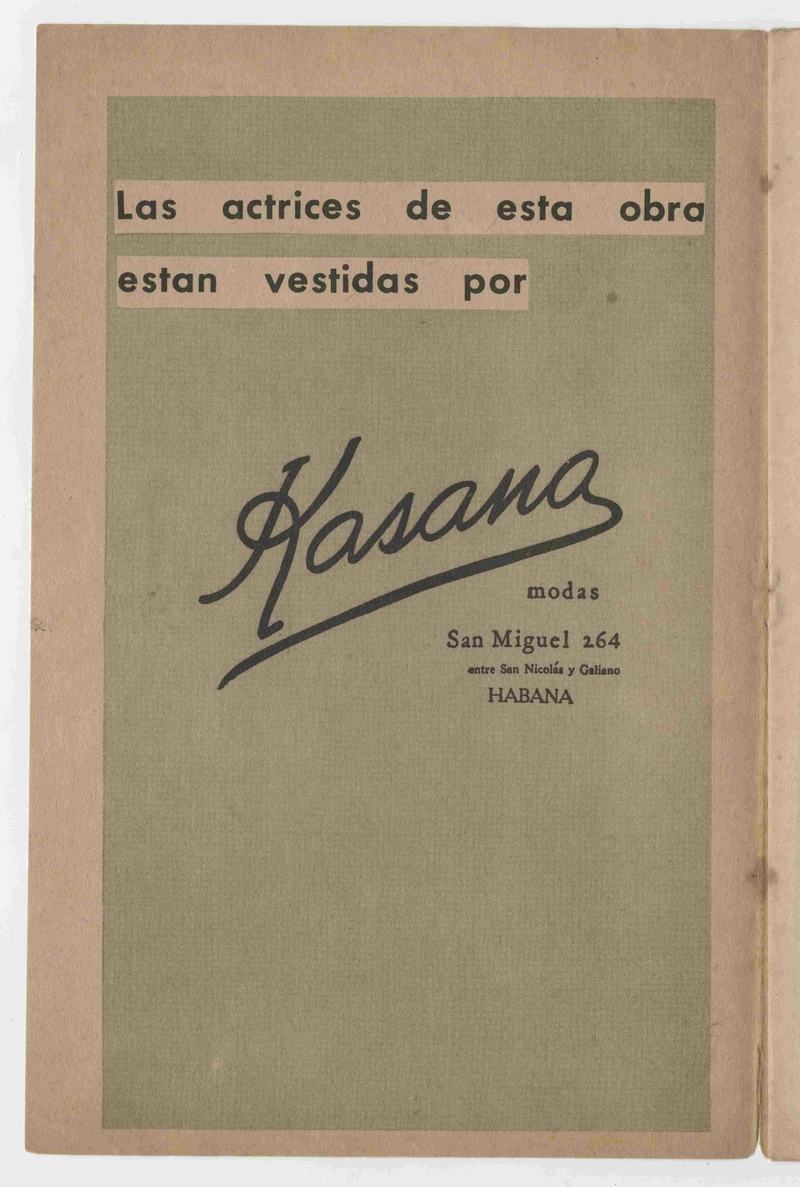 Las actrices de esta obra
estan vestidas por
Kasana
modas
San Miguel 264
entre San Nicolás y Galiano
HABANA